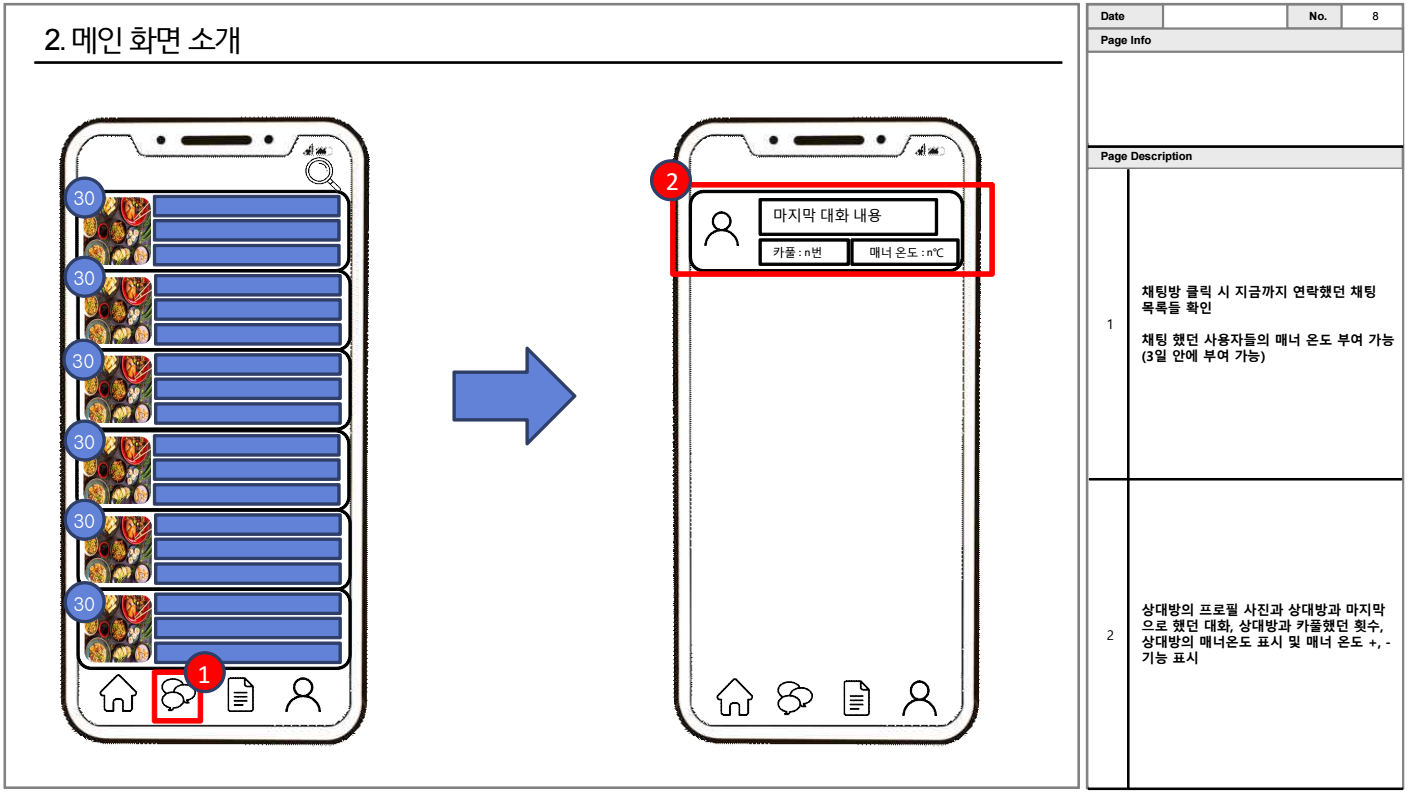 2. 메인 화면 소개
Date
No.
8
Page Info
Page Description
30
30
30
30
30
30
1
2
마지막 대화 내용
카풀 : n번
매너 온도 : n℃
1
채팅방 클릭 시 지금까지 연락했던 채팅
목록들 확인
채팅 했던 사용자들의 매너 온도 부여 가능
(3일 안에 부여 가능)
2
상대방의 프로필 사진과 상대방과 마지막
으로 했던 대화, 상대방과 카풀했던 횟수,
상대방의 매너온도 표시 및 매너 온도 +, -
기능 표시